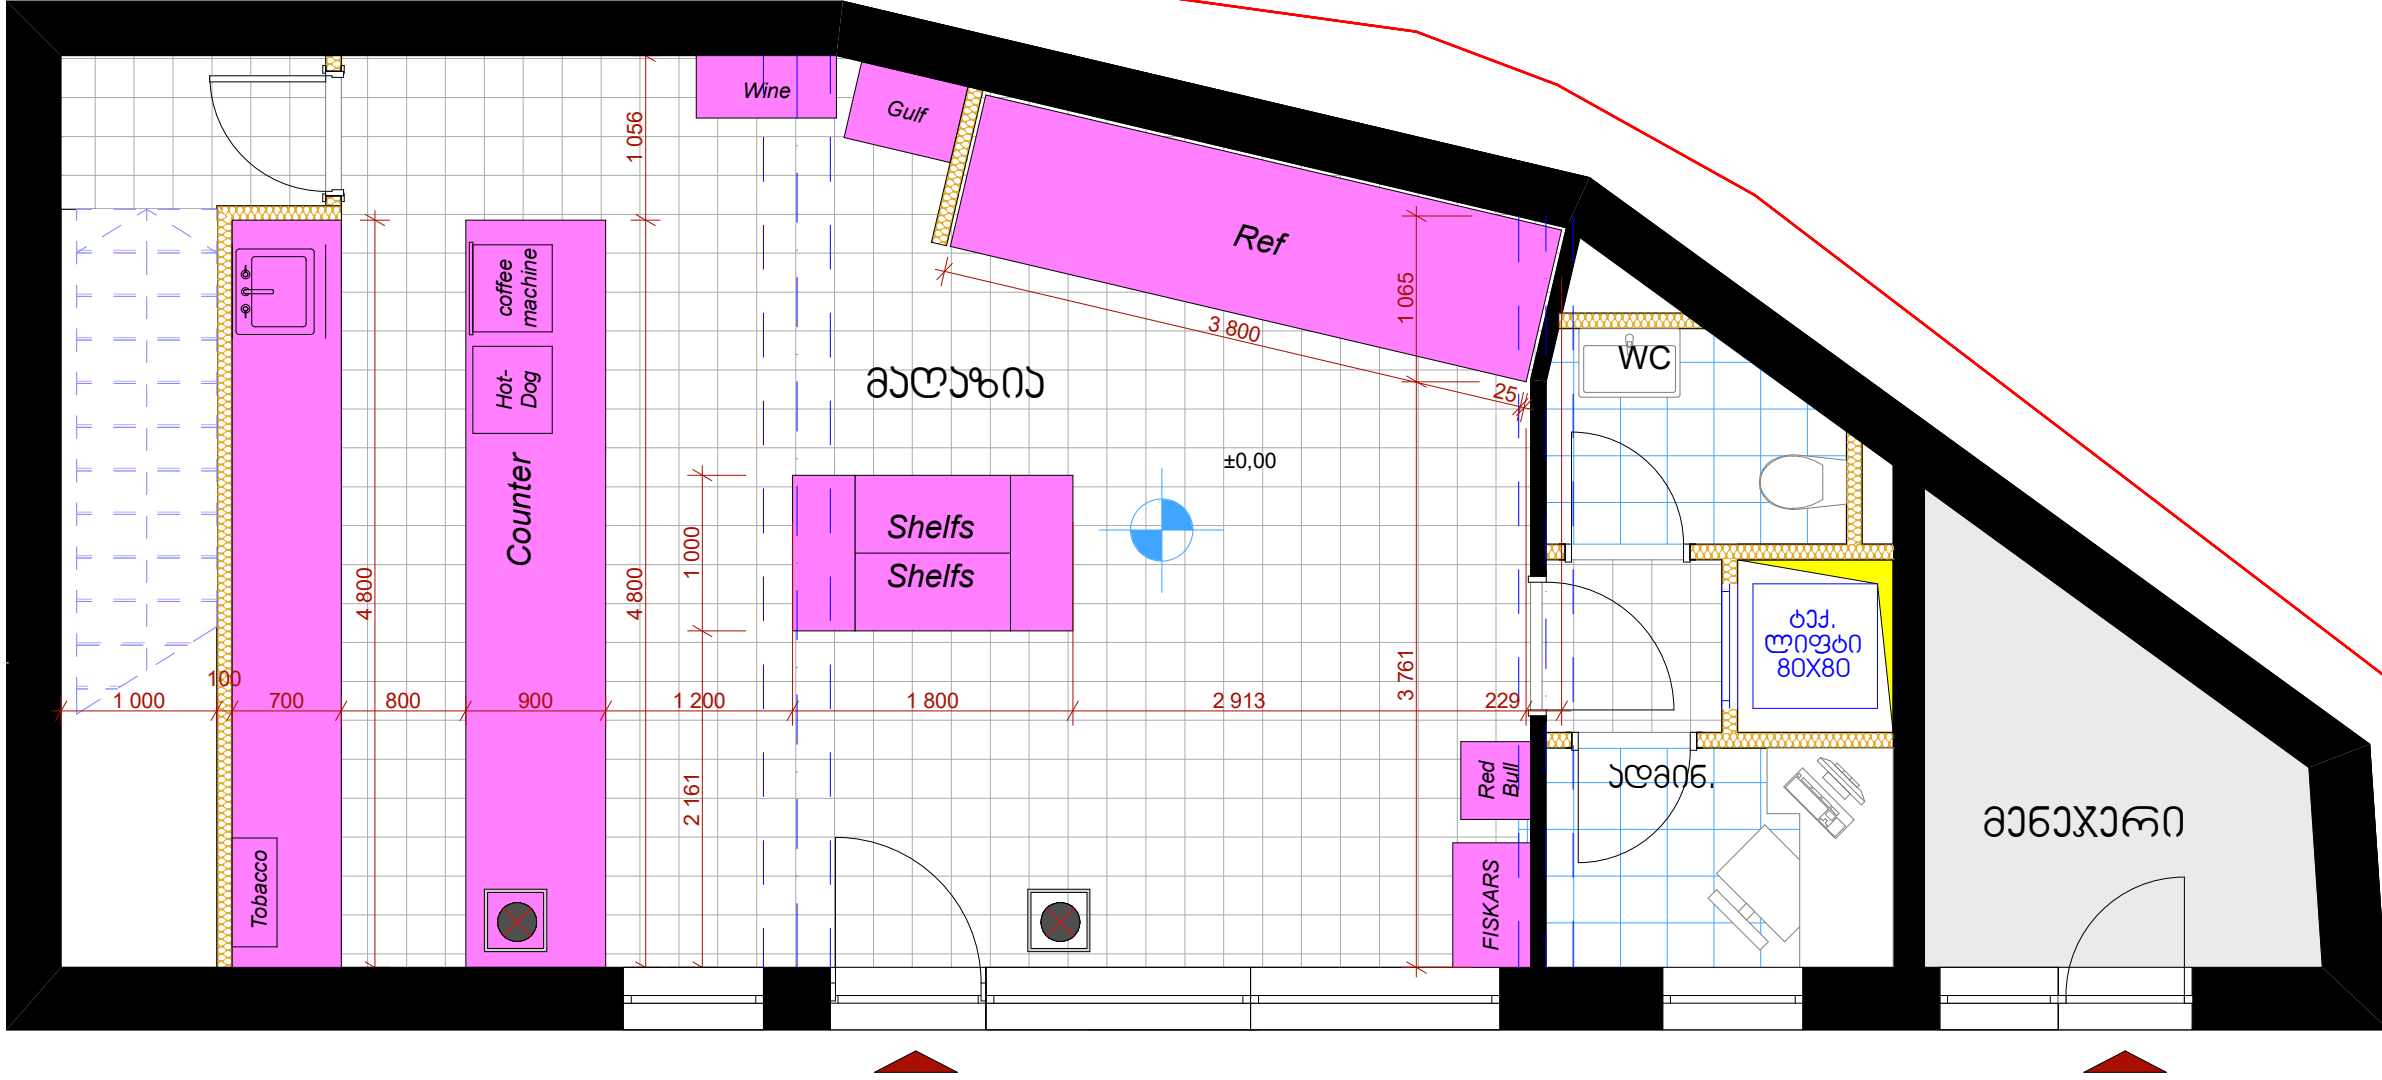 Wine
Gulf
1 056
Ref
coffee
machine
1 065
3 800
WC
Hot-
Dog
მაღაზია
25
±0,00
Counter
Shelfs
Shelfs
1 000
4 800
4 800
ტექ.
ლიფტი
80X80
3 761
100
1 000
700
800
900
1 200
1 800
2 913
229
2 161
Red
Bull
ადმინ.
მენეჯერი
Tobacco
FISKARS